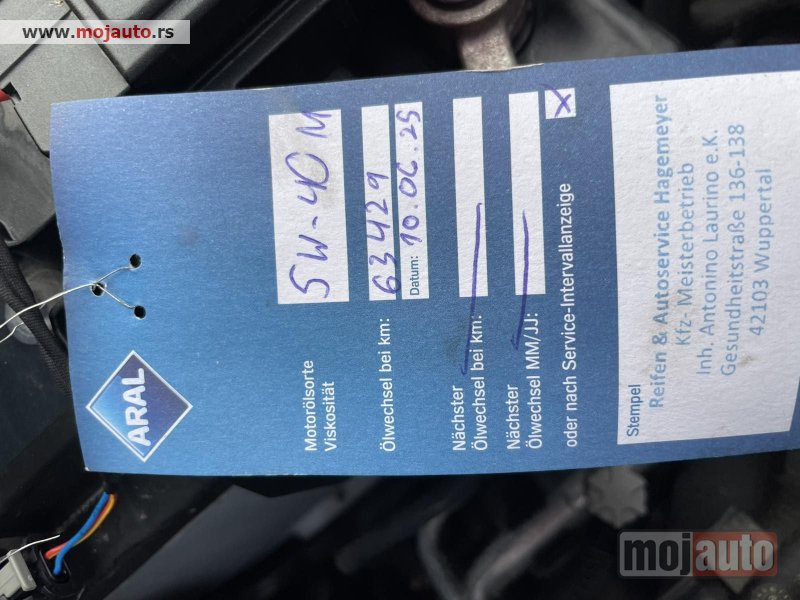 www.mojauto.rs
ARAL
Motorölsorte
Viskosität
5W-40 M
Ölwechsel bei km:
63429
Datum: 10.06.25
Nächster
Ölwechsel bei km:
Nächster
Ölwechsel MM/JJ:
oder nach Service-Intervallanzeige X
Stempel
Reifen & Autoservice Hagemeyer
Kfz- Meisterbetrieb
Inh. Antonino Laurino e.K.
Gesundheitstraße 136-138
42103 Wuppertal
mojauto